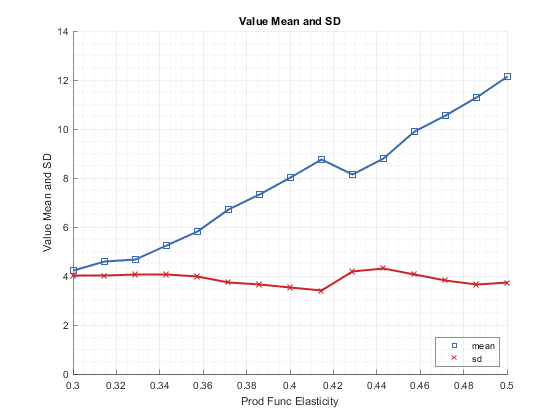 Value Mean and SD
14
12
10
8
6
4
2
0
Value Mean and SD
0.3 0.32 0.34 0.36 0.38 0.4 0.42 0.44 0.46 0.48 0.5
Prod Func Elasticity
mean
sd